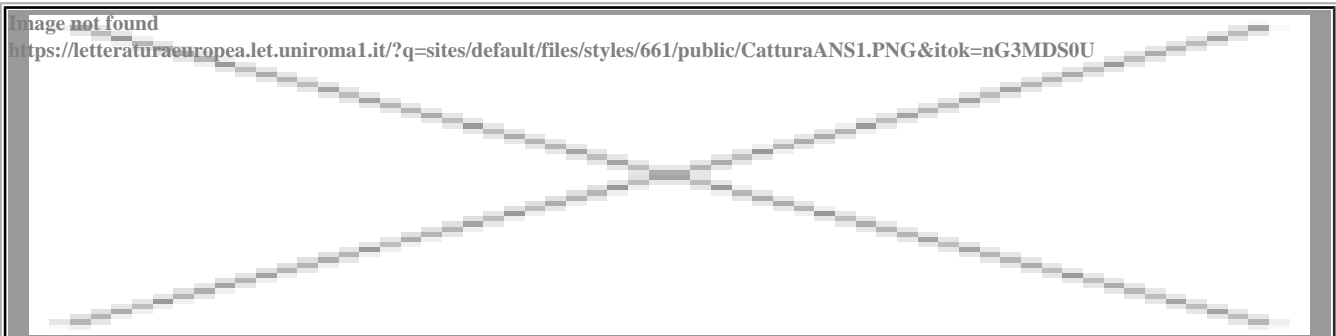 Image not found
https://letteraturaeuropea.let.uniroma1.it/?q=sites/default/files/styles/661/public/CatturaANS1.PNG&itok=nG3MDS0U